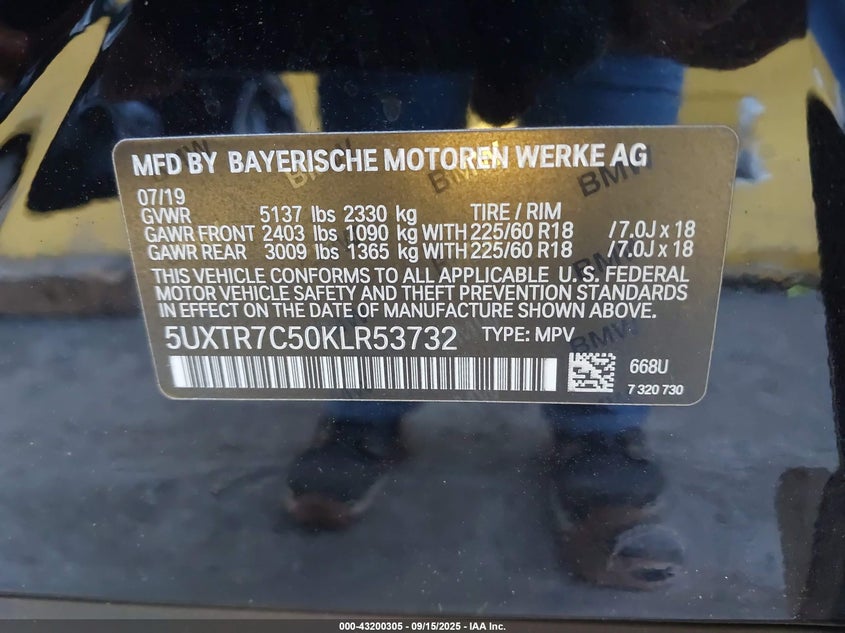 MFD BY BAYERISCHE MOTOREN WERKE AG
07/19
GVWR 5137 lbs 2330 kg TIRE / RIM
GAWR FRONT 2403 lbs 1090 kg WITH 225/60 R18 /7.0J x 18
GAWR REAR 3009 lbs 1365 kg WITH 225/60 R18 /7.0J x 18
THIS VEHICLE CONFORMS TO ALL APPLICABLE U.S. FEDERAL
MOTOR VEHICLE SAFETY AND THEFT PREVENTION STANDARDS
IN EFFECT ON THE DATE OF MANUFACTURE SHOWN ABOVE.
5UXTR7C50KLR53732 TYPE: MPV
668U
7 320 730
BMW
BMW
BMW
BMW
000-43200305 - 09/15/2025 - IAA Inc.